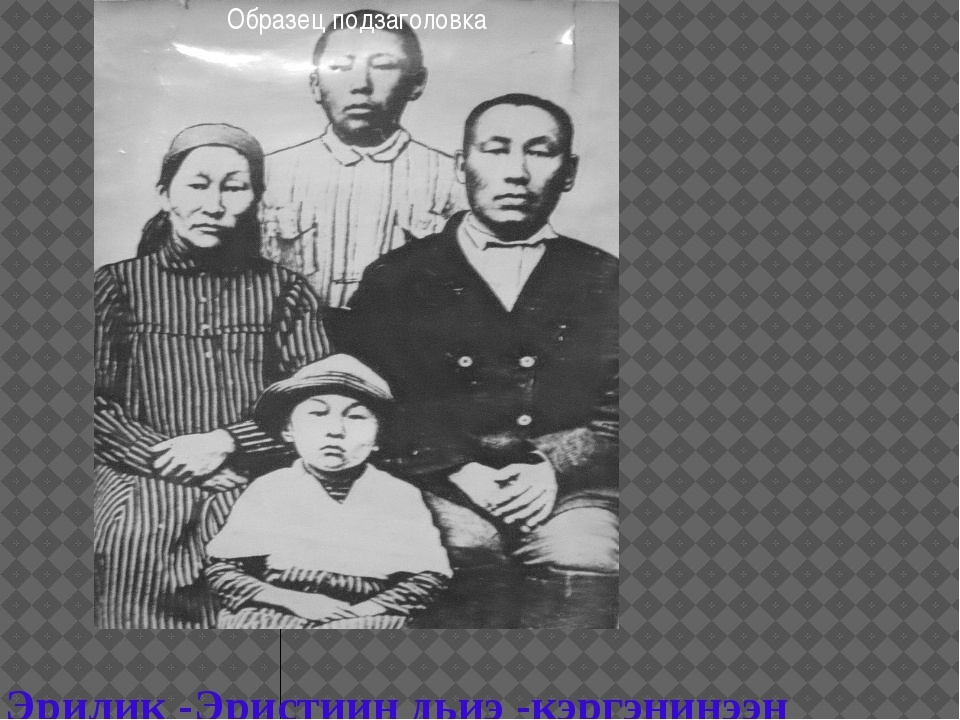 Образец подзаголовка
Эрилик -Эристиин дьиэ -кэргэнинээн